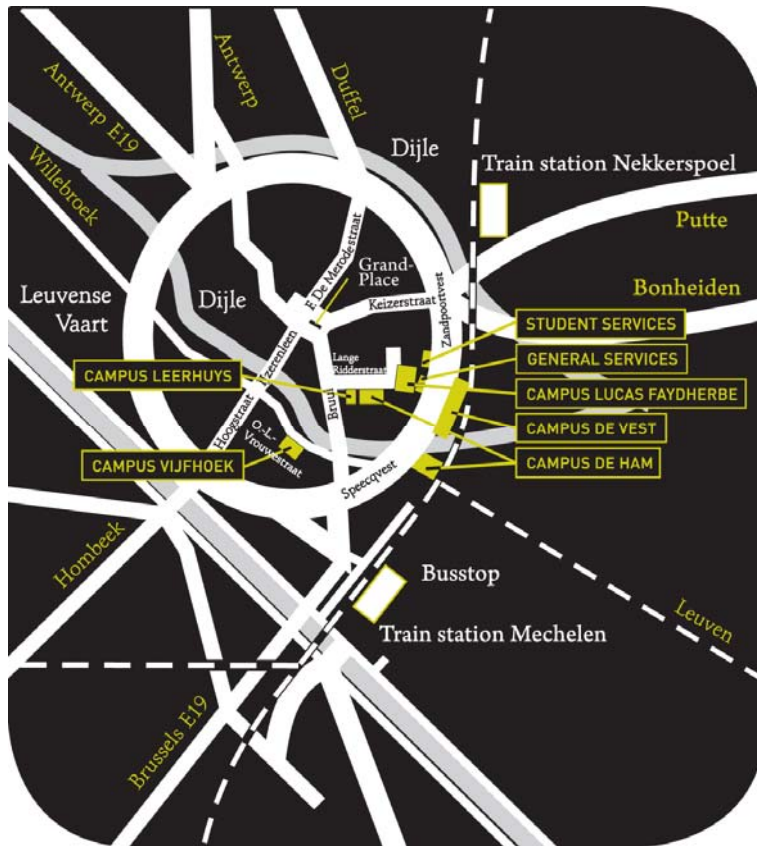 Antwerp
Antwerp E19
Duffel
Willebroek
Dijle
Train station Nekkerspoel
Putte
Grand-
Place
F. De Merodestraat
Keizerstraat
Zandpoortvest
Leuvense
Vaart
Dijle
Bonheiden
STUDENT SERVICES
GENERAL SERVICES
Lange
Ridderstraat
IJzerenleen
CAMPUS LEERHUYS
CAMPUS LUCAS FAYDHERBE
Bruul
Hoogstraat
O.-L.-
Vrouwestraat
CAMPUS DE VEST
CAMPUS VIJFHOEK
CAMPUS DE HAM
Speecqvest
Hombeek
Busstop
Leuven
Train station Mechelen
Brussels E19